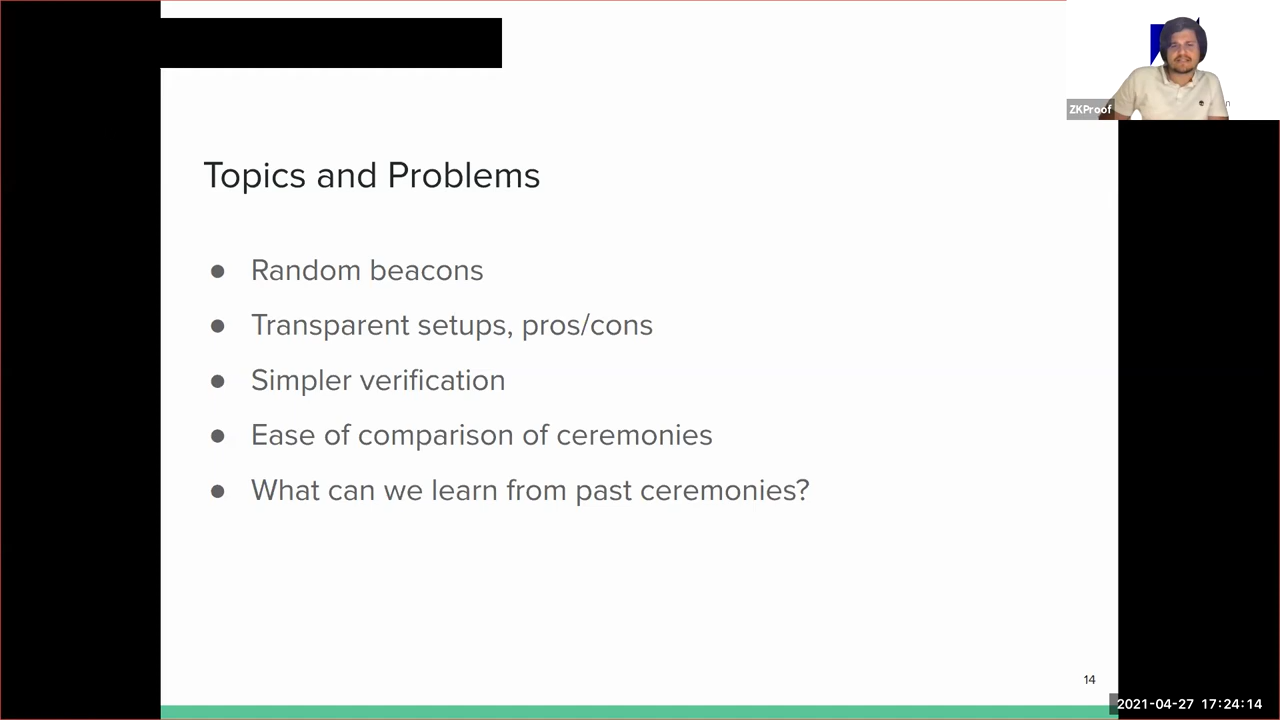 ZKProof
n
Topics and Problems
● Random beacons
● Transparent setups, pros/cons
● Simpler verification
● Ease of comparison of ceremonies
● What can we learn from past ceremonies?
14
2021-04-27 17:24:14